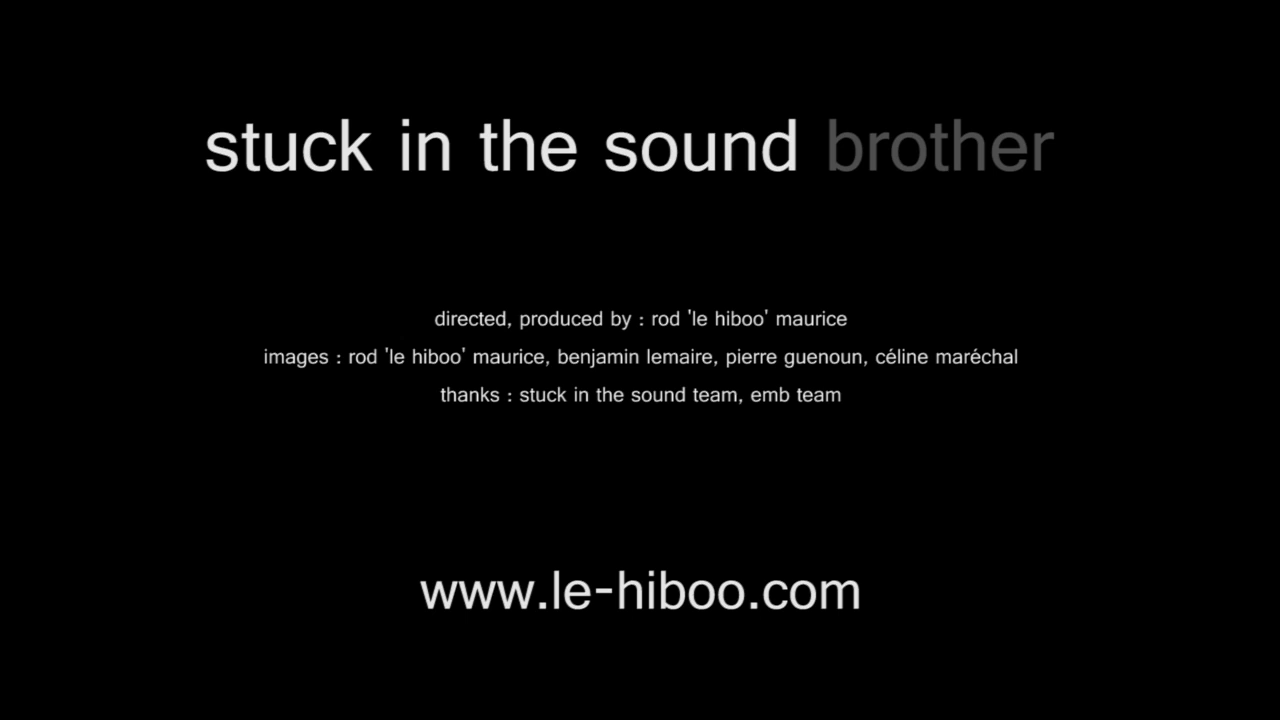 stuck in the sound brother
directed, produced by : rod 'le hiboo' maurice
images : rod 'le hiboo' maurice, benjamin lemaire, pierre guenoun, céline maréchal
thanks : stuck in the sound team, emb team
www.le-hiboo.com